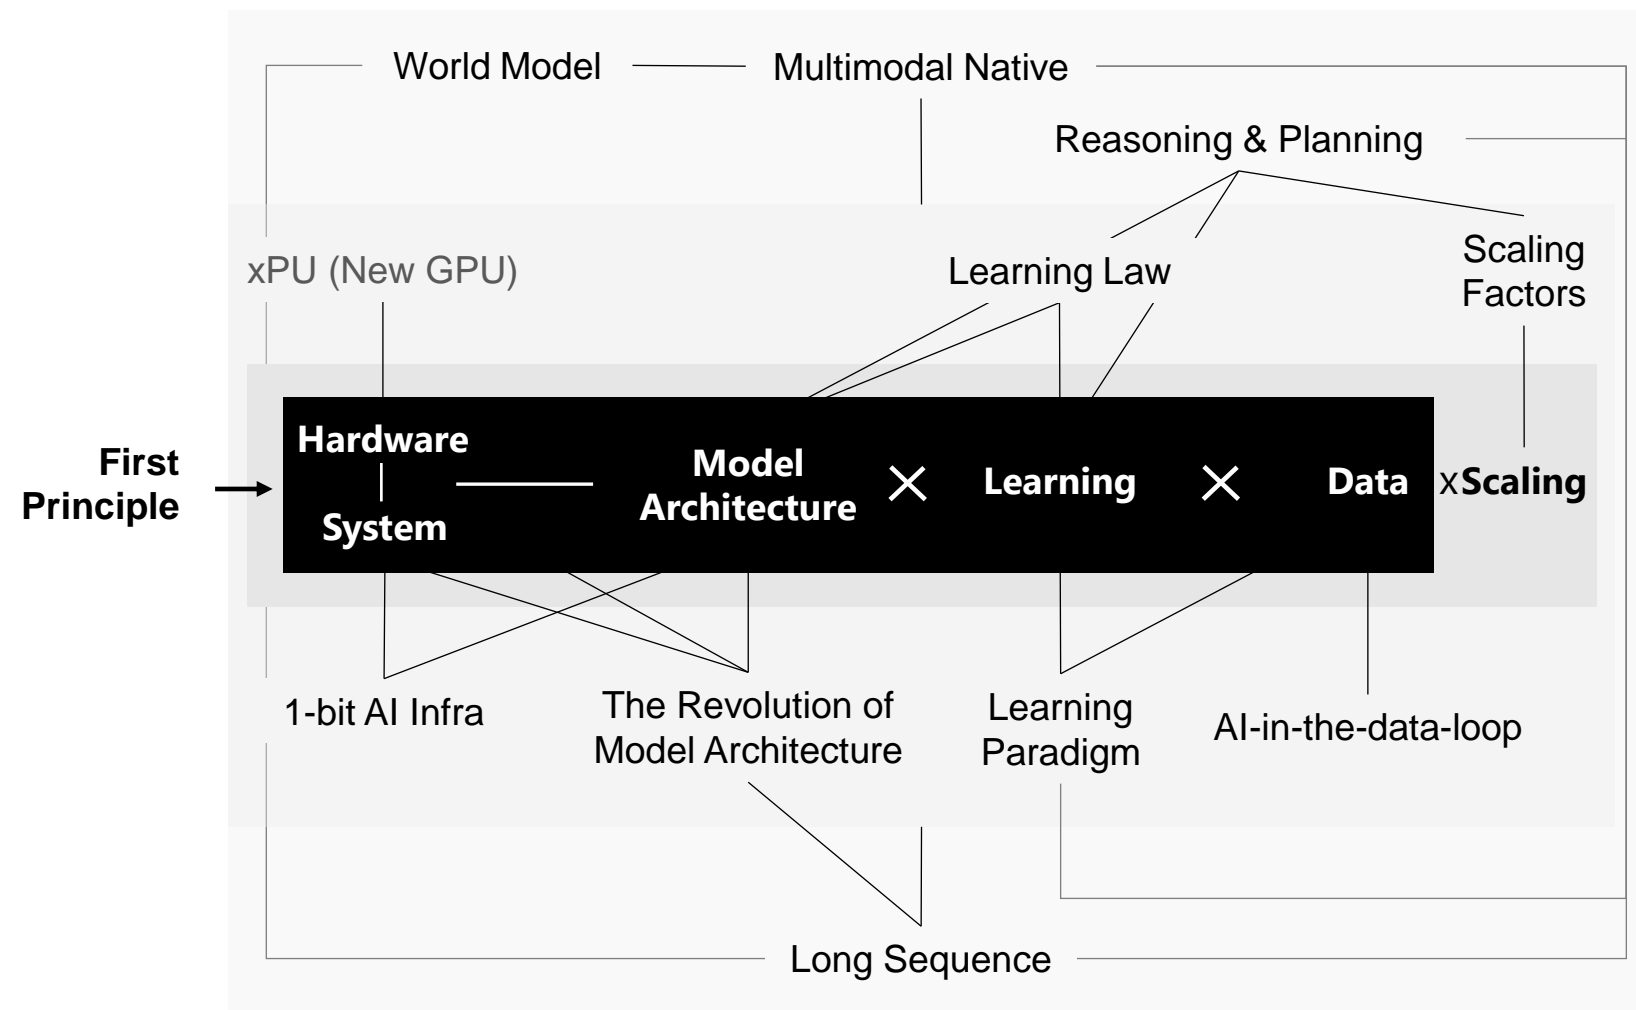 World Model
Multimodal Native
Reasoning & Planning
xPU (New GPU)
Learning Law
Scaling
Factors
First
Principle
Hardware
System
Model
Architecture
×
Learning
×
Data
xScaling
1-bit AI Infra
The Revolution of
Model Architecture
Learning
Paradigm
AI-in-the-data-loop
Long Sequence